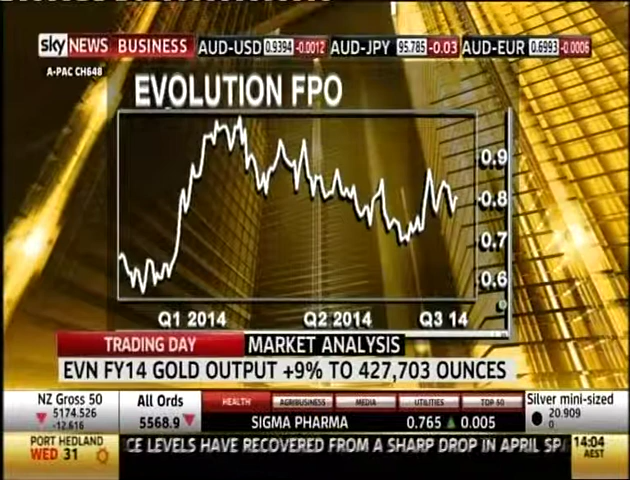 sky NEWS BUSINESS AUD-USD 0.9394 -0.0012 AUD-JPY 95.785 -0.03 AUD-EUR 0.6993 -0.0006
A-PAC CH648
EVOLUTION FPO
0.9
0.8
0.7
0.6
Q1 2014 Q2 2014 Q3 14
TRADING DAY MARKET ANALYSIS
EVN FY14 GOLD OUTPUT +9% TO 427,703 OUNCES
NZ Gross 50 All Ords HEALTH AGRIBUSINESS MEDIA UTILITIES TOP 50 Silver mini-sized
5174.526 5568.9 SIGMA PHARMA 0.765 0.005 20.909
-12.616 0
PORT HEDLAND CE LEVELS HAVE RECOVERED FROM A SHARP DROP IN APRIL SP 14:04
WED 31 AEST